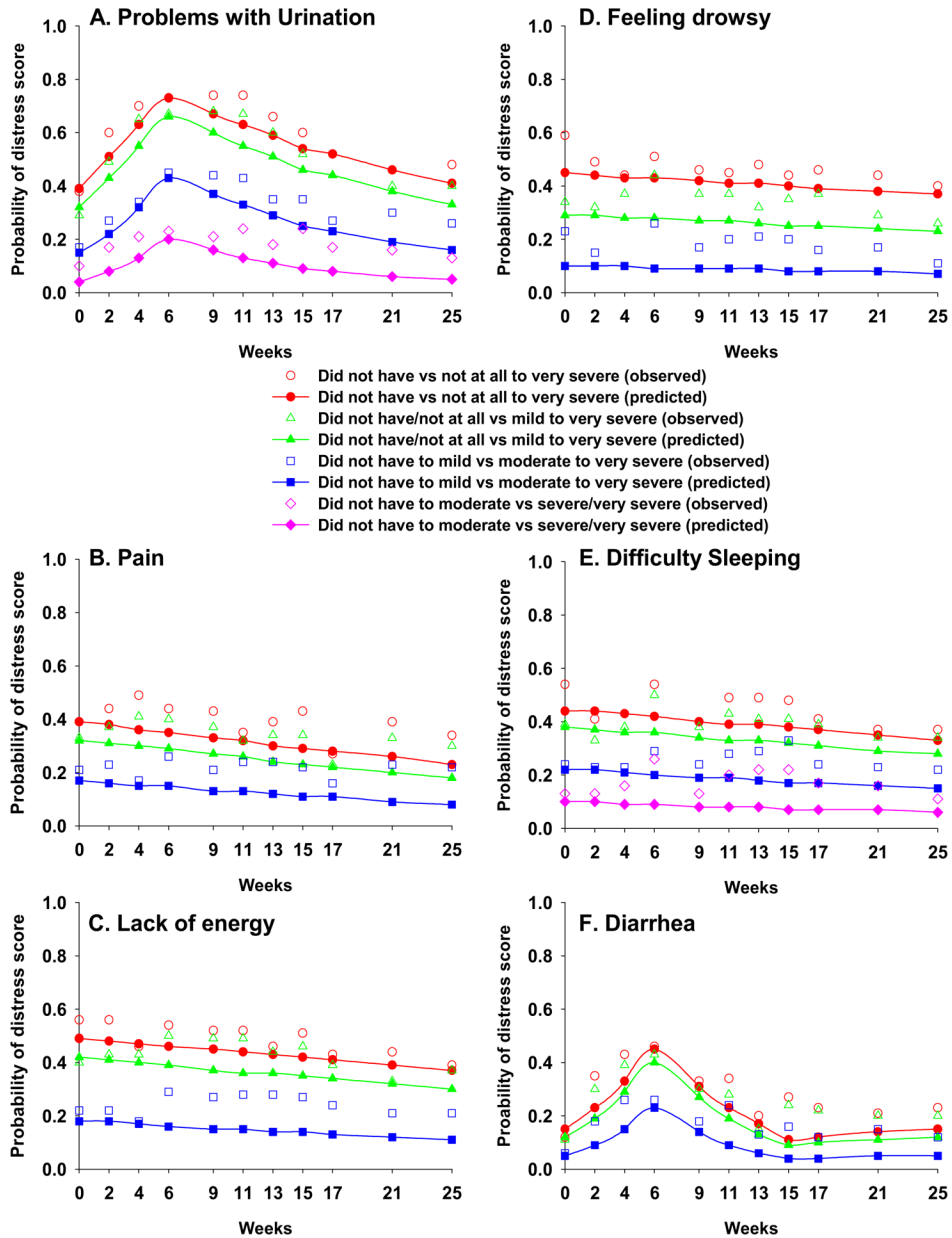 A. Problems with Urination
Probability of distress score
1.0
0.8
0.6
0.4
0.2
0.0
0 2 4 6 9 11 13 15 17 21 25
Weeks
D. Feeling drowsy
Probability of distress score
1.0
0.8
0.6
0.4
0.2
0.0
0 2 4 6 9 11 13 15 17 21 25
Weeks
Did not have vs not at all to very severe (observed)
Did not have vs not at all to very severe (predicted)
Did not have/not at all vs mild to very severe (observed)
Did not have/not at all vs mild to very severe (predicted)
Did not have to mild vs moderate to very severe (observed)
Did not have to mild vs moderate to very severe (predicted)
Did not have to moderate vs severe/very severe (observed)
Did not have to moderate vs severe/very severe (predicted)
B. Pain
Probability of distress score
1.0
0.8
0.6
0.4
0.2
0.0
0 2 4 6 9 11 13 15 17 21 25
Weeks
E. Difficulty Sleeping
Probability of distress score
1.0
0.8
0.6
0.4
0.2
0.0
0 2 4 6 9 11 13 15 17 21 25
Weeks
C. Lack of energy
Probability of distress score
1.0
0.8
0.6
0.4
0.2
0.0
0 2 4 6 9 11 13 15 17 21 25
Weeks
F. Diarrhea
Proability of distress score
1.0
0.8
0.6
0.4
0.2
0.0
0 2 4 6 9 11 13 15 17 21 25
Weeks